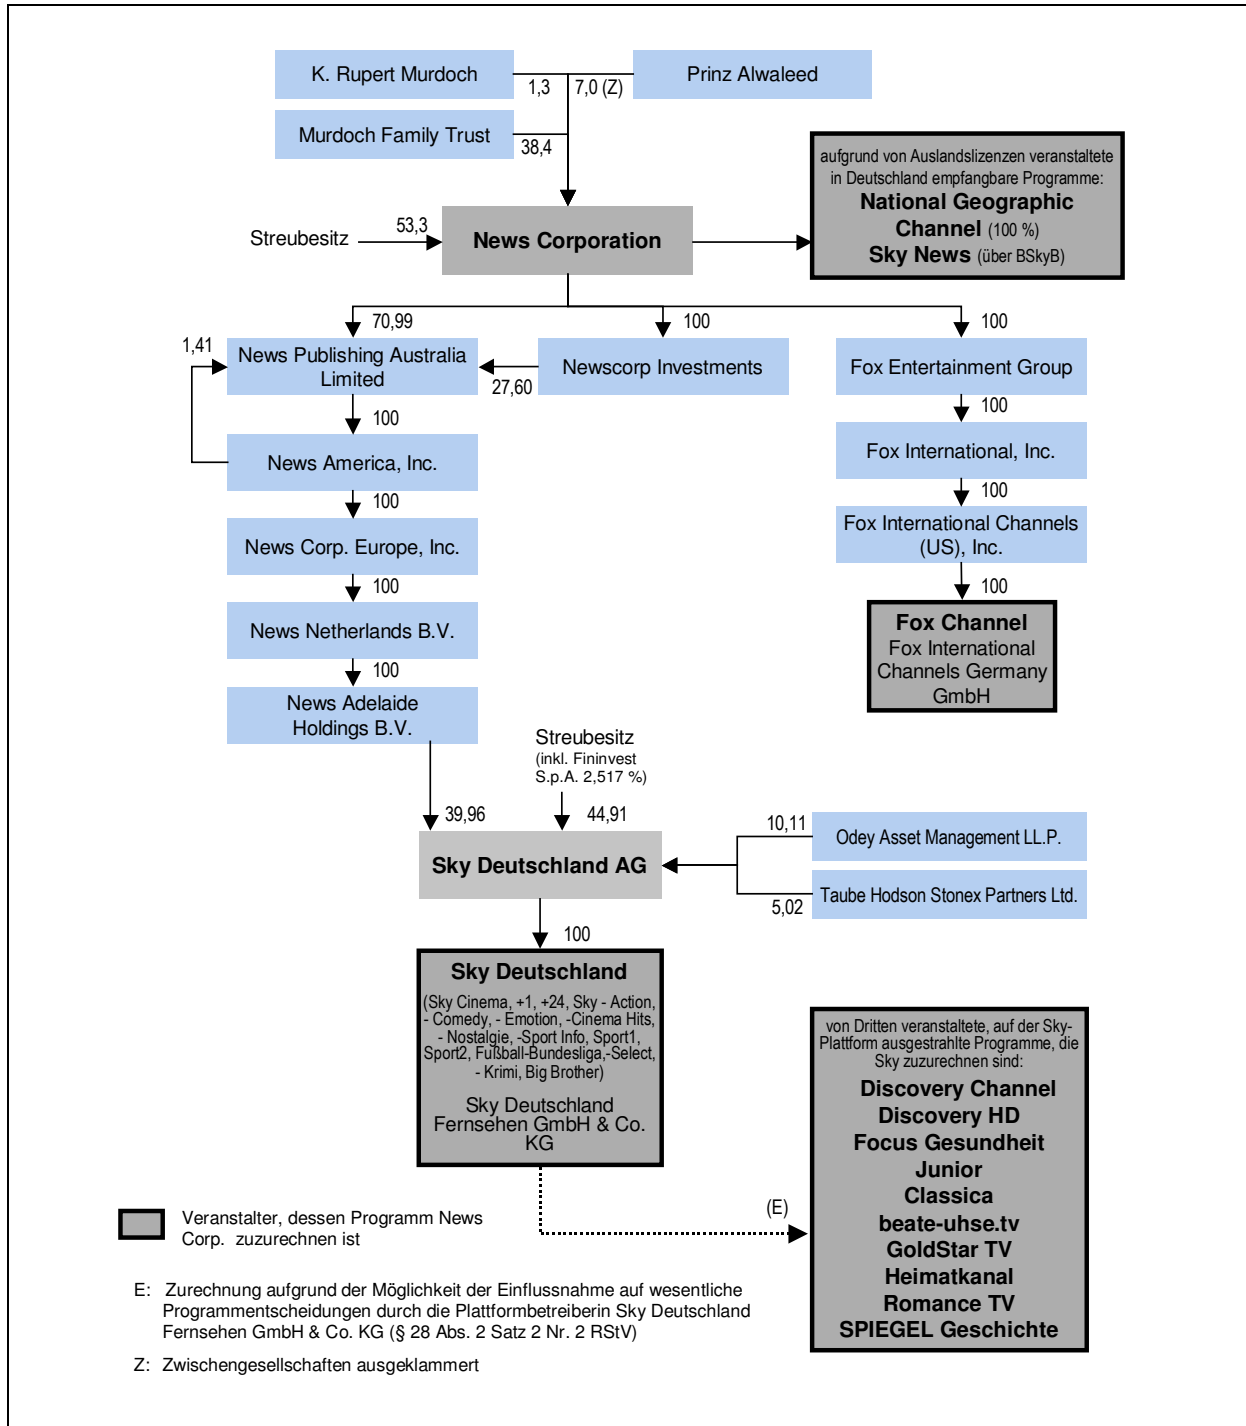 K. Rupert Murdoch
Prinz Alwaleed
1,3
7,0 (Z)
Murdoch Family Trust
38,4
aufgrund von Auslandslizenzen veranstaltete
in Deutschland empfangbare Programme:
National Geographic
Channel (100 %)
Sky News (über BSkyB)
Streubesitz
53,3
News Corporation
70,99
100
100
1,41
News Publishing Australia
Limited
27,60
Newscorp Investments
Fox Entertainment Group
100
100
News America, Inc.
Fox International, Inc.
100
100
News Corp. Europe, Inc.
Fox International Channels
(US), Inc.
100
100
News Netherlands B.V.
Fox Channel
Fox International
Channels Germany
GmbH
100
News Adelaide
Holdings B.V.
Streubesitz
(inkl. Fininvest
S.p.A. 2,517 %)
39,96
44,91
10,11
Odey Asset Management LL.P.
Sky Deutschland AG
5,02
Taube Hodson Stonex Partners Ltd.
100
Sky Deutschland
(Sky Cinema, +1, +24, Sky - Action,
- Comedy, - Emotion, -Cinema Hits,
- Nostalgie, -Sport Info, Sport1,
Sport2, Fußball-Bundesliga,-Select,
- Krimi, Big Brother)
Sky Deutschland
Fernsehen GmbH & Co.
KG
von Dritten veranstaltete, auf der Sky-
Plattform ausgestrahlte Programme, die
Sky zuzurechnen sind:
Discovery Channel
Discovery HD
Focus Gesundheit
Junior
Classica
beate-uhse.tv
GoldStar TV
Heimatkanal
Romance TV
SPIEGEL Geschichte
(E)
Veranstalter, dessen Programm News
Corp. zuzurechnen ist
E: Zurechnung aufgrund der Möglichkeit der Einflussnahme auf wesentliche
Programmentscheidungen durch die Plattformbetreiberin Sky Deutschland
Fernsehen GmbH & Co. KG (§ 28 Abs. 2 Satz 2 Nr. 2 RStV)
Z: Zwischengesellschaften ausgeklammert